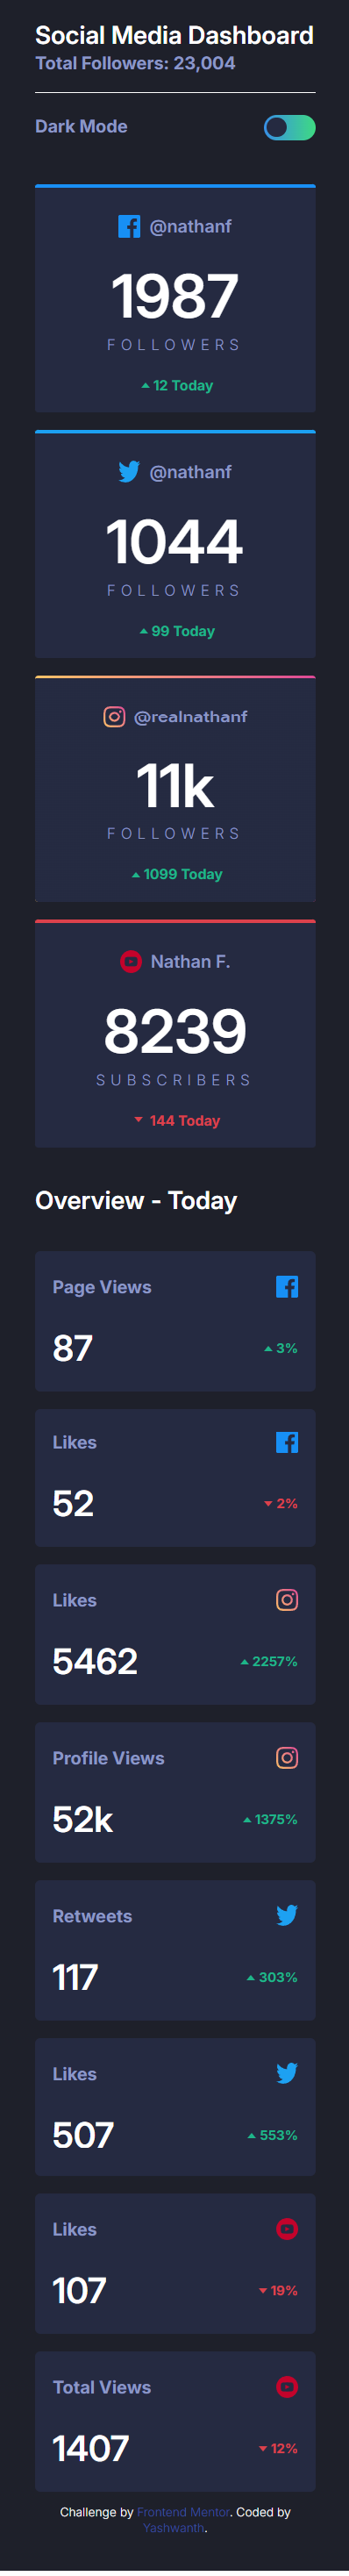 Social Media Dashboard
Total Followers: 23,004
Dark Mode
@nathanf
1987
FOLLOWERS
12 Today
@nathanf
1044
FOLLOWERS
99 Today
@realnathanf
11k
FOLLOWERS
1099 Today
Nathan F.
8239
SUBSCRIBERS
144 Today
Overview - Today
Page Views
87
3%
Likes
52
2%
Likes
5462
2257%
Profile Views
52k
1375%
Retweets
117
303%
Likes
507
553%
Likes
107
19%
Total Views
1407
12%
Challenge by Frontend Mentor. Coded by
Yashwanth.